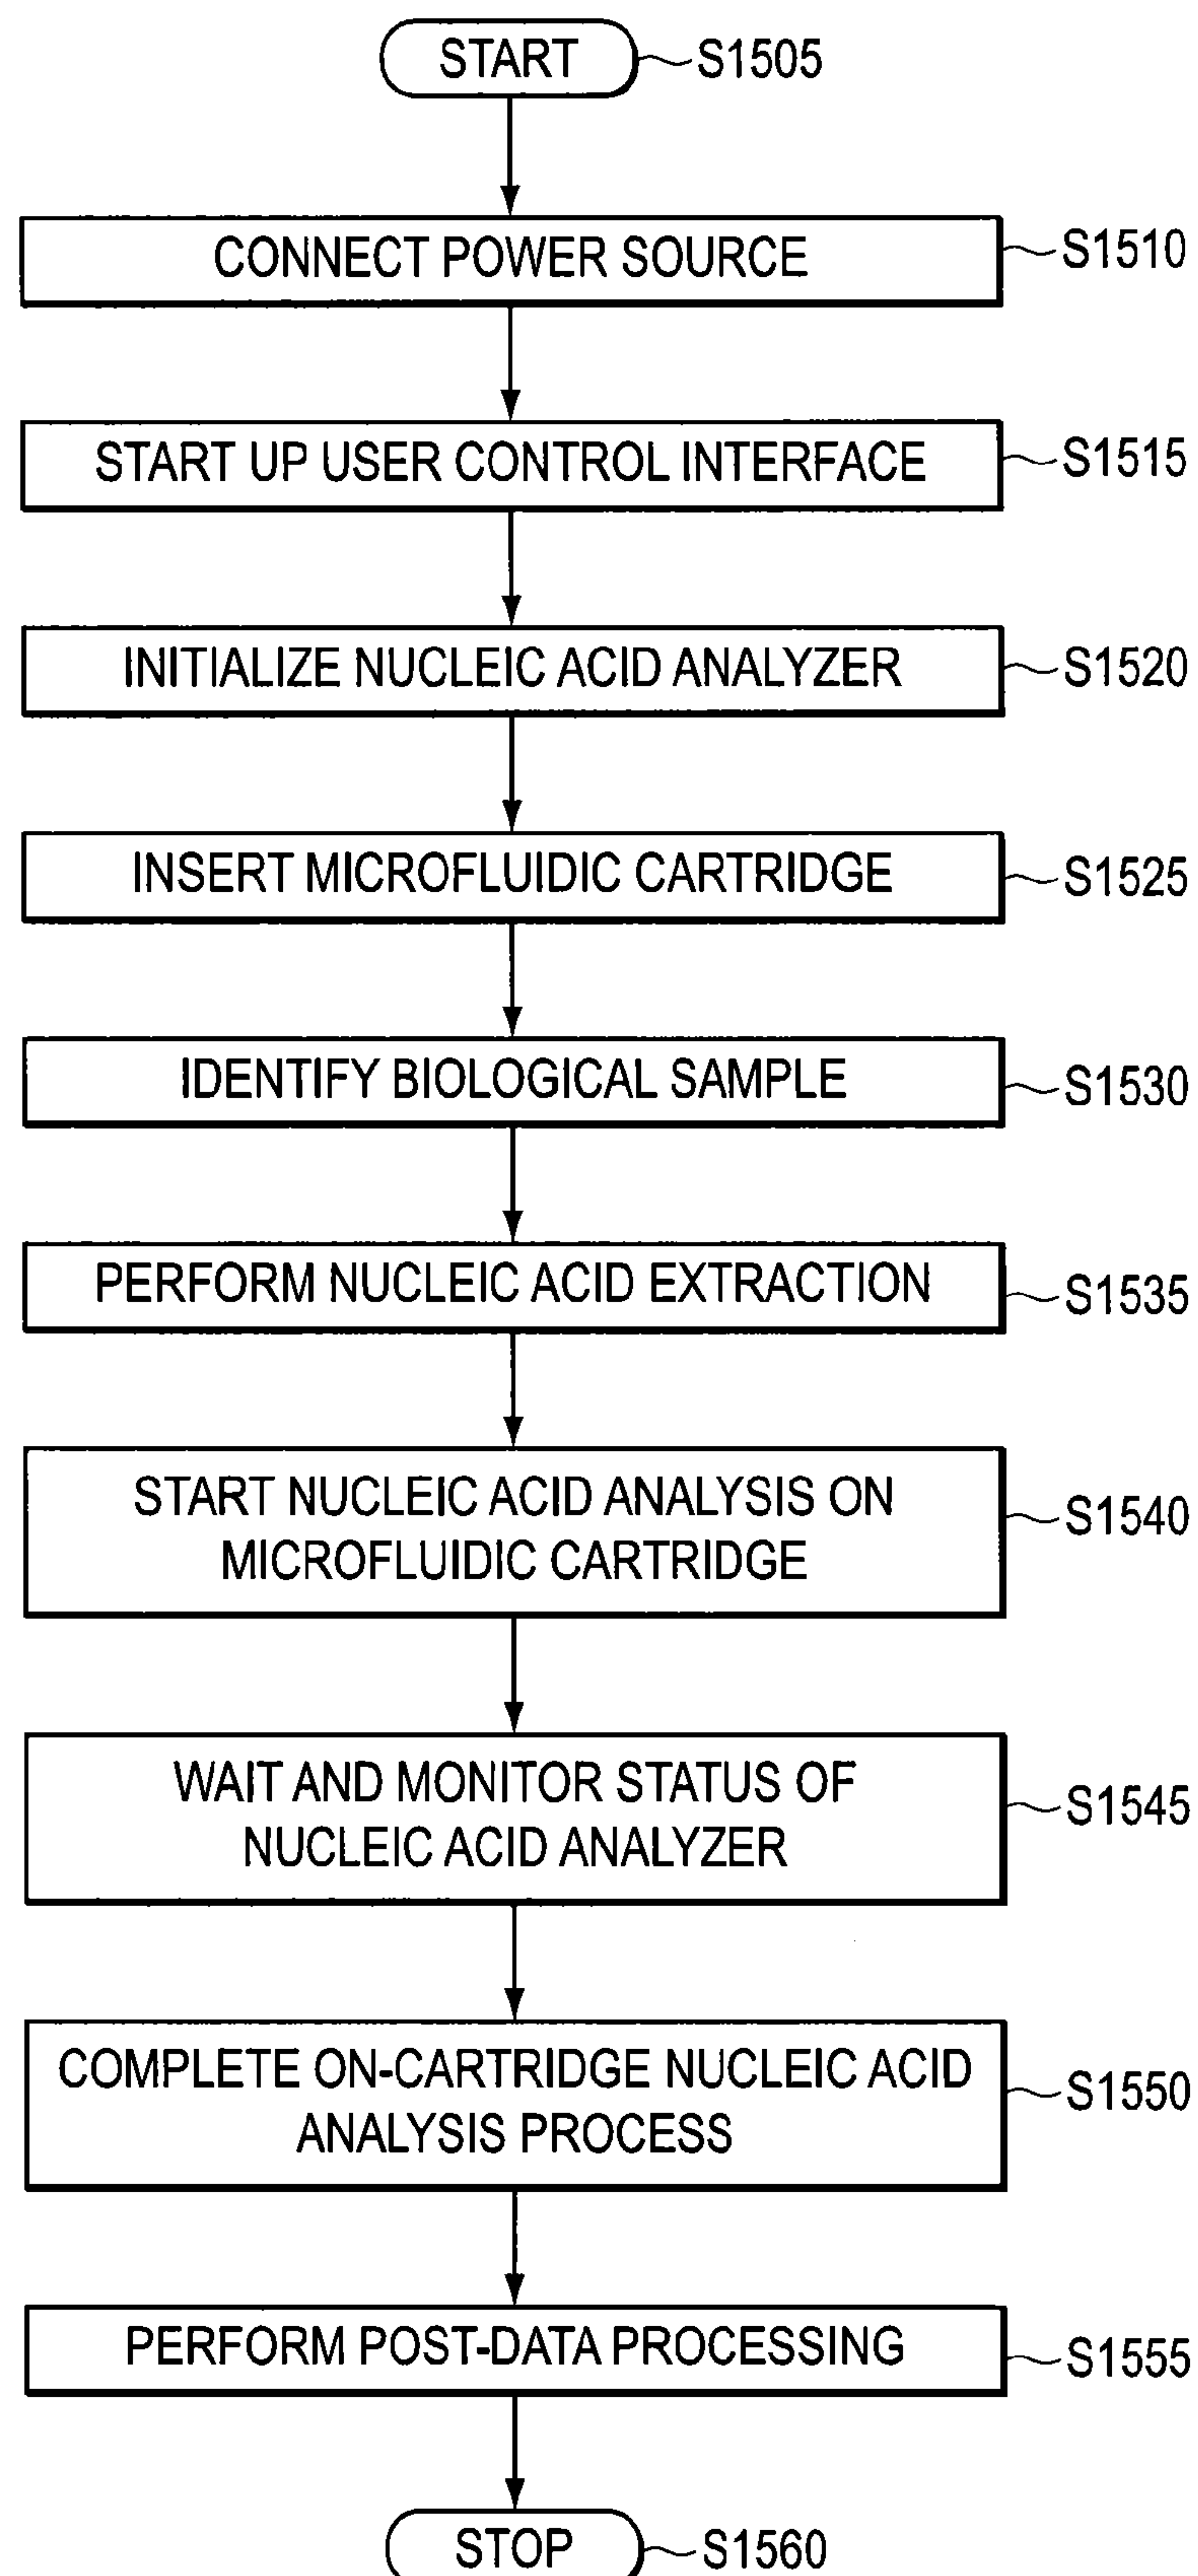 START S1505
CONNECT POWER SOURCE S1510
START UP USER CONTROL INTERFACE S1515
INITIALIZE NUCLEIC ACID ANALYZER S1520
INSERT MICROFLUIDIC CARTRIDGE S1525
IDENTIFY BIOLOGICAL SAMPLE S1530
PERFORM NUCLEIC ACID EXTRACTION S1535
START NUCLEIC ACID ANALYSIS ON
MICROFLUIDIC CARTRIDGE
S1540
WAIT AND MONITOR STATUS OF
NUCLEIC ACID ANALYZER
S1545
COMPLETE ON-CARTRIDGE NUCLEIC ACID
ANALYSIS PROCESS
S1550
PERFORM POST-DATA PROCESSING S1555
STOP S1560